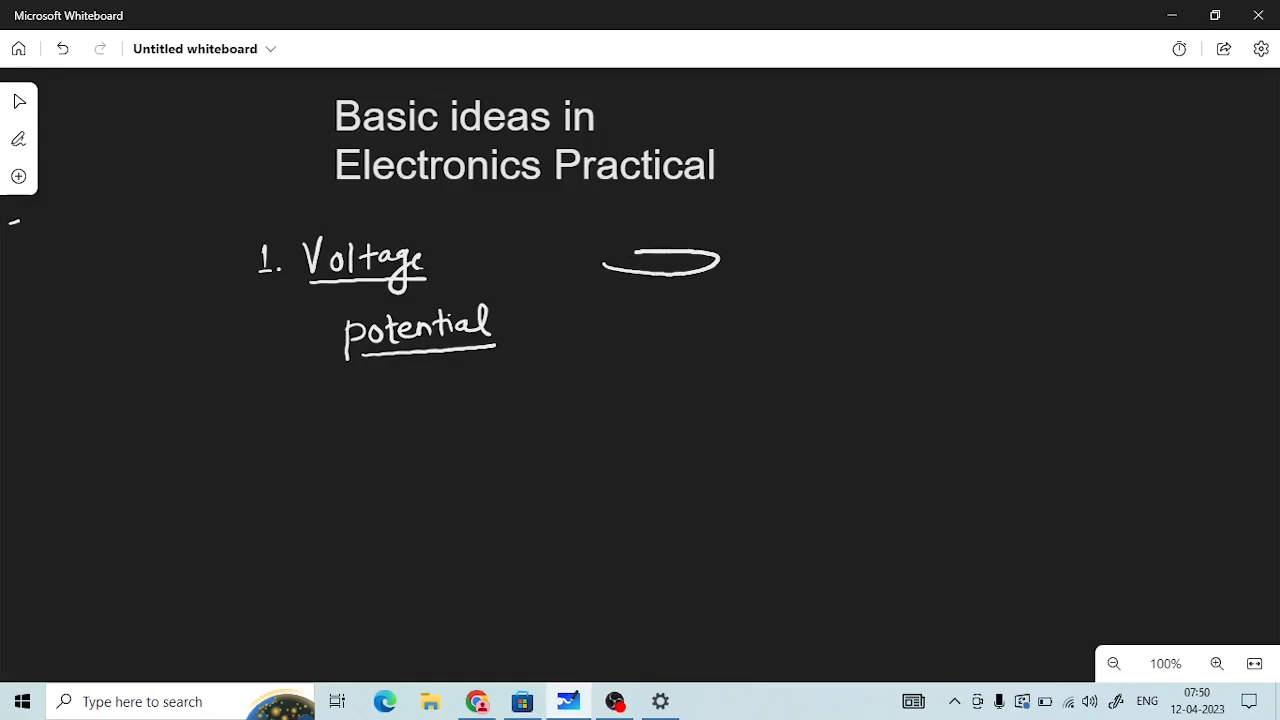 Microsoft Whiteboard
Untitled whiteboard
Basic ideas in
Electronics Practical
1. Voltage
potential
100%
Type here to search
ENG
07:50
12-04-2023